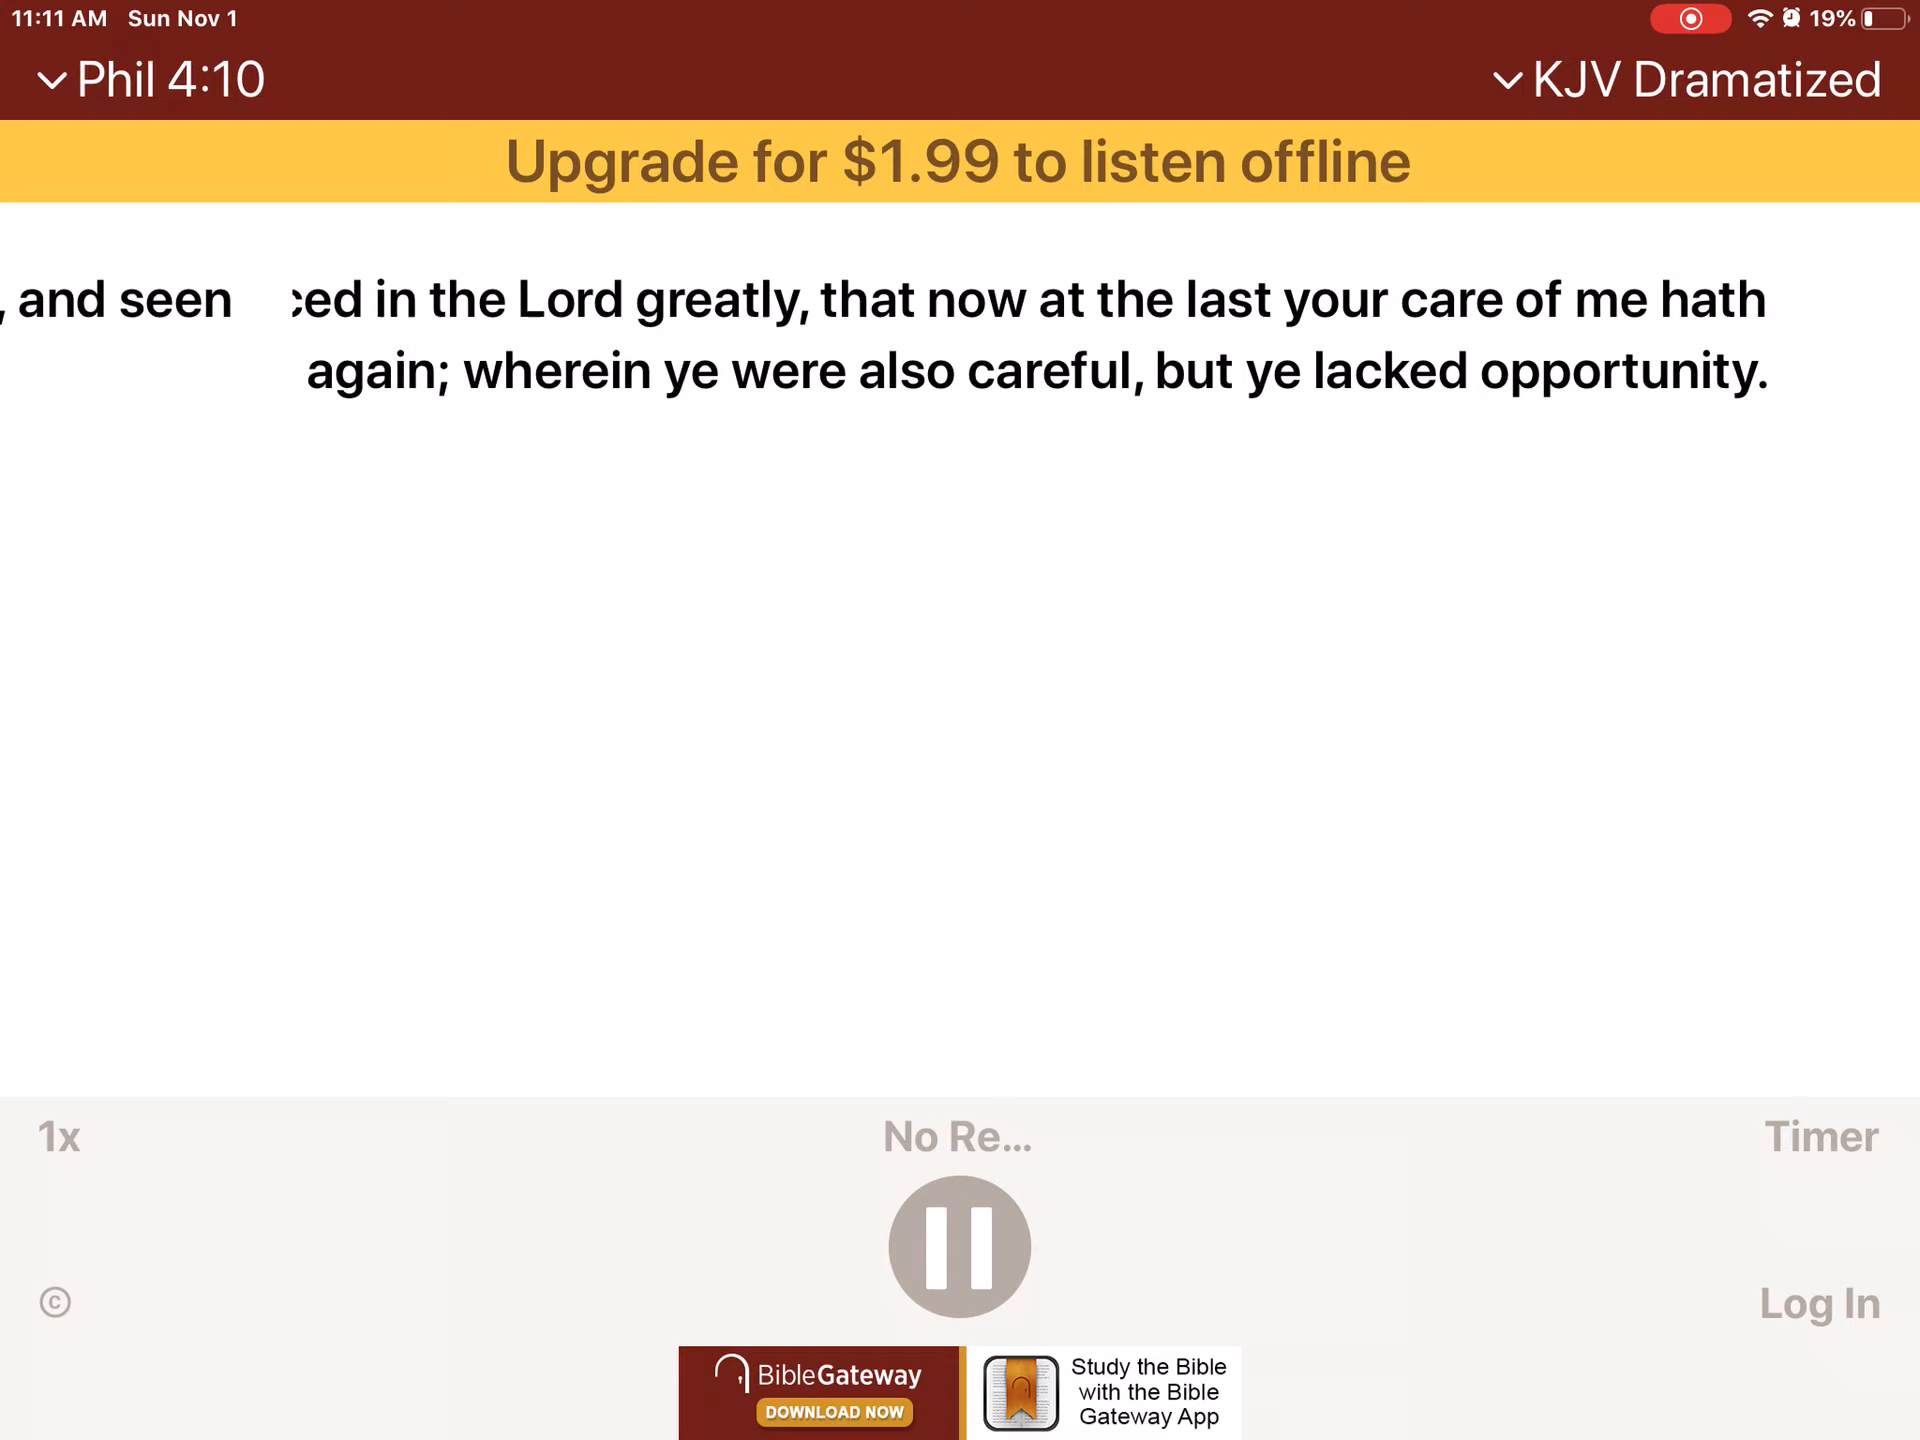 11:11 AM Sun Nov 1
19%
Phil 4:10
KJV Dramatized
Upgrade for $1.99 to listen offline
, and seen
ced in the Lord greatly, that now at the last your care of me hath
again; wherein ye were also careful, but ye lacked opportunity.
1x
No Re...
Timer
©
Log In
BibleGateway
DOWNLOAD NOW
Study the Bible
with the Bible
Gateway App